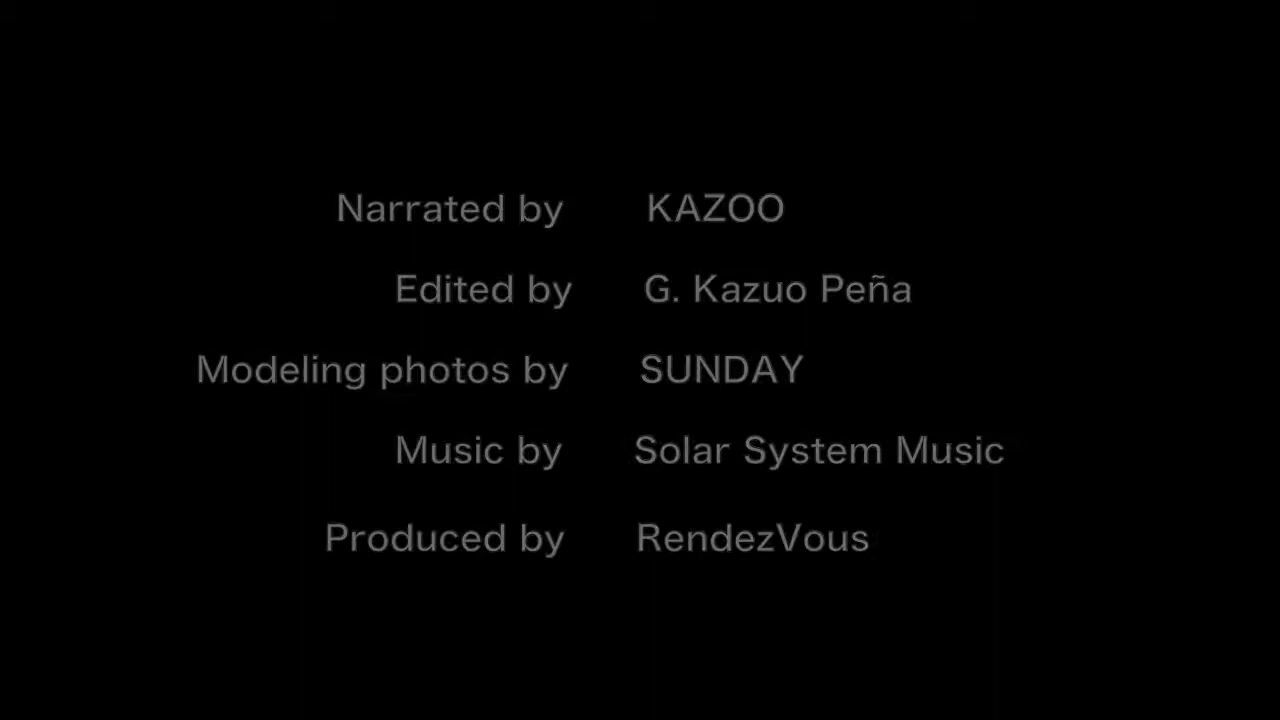 Narrated by KAZOO
Edited by G. Kazuo Peña
Modeling photos by SUNDAY
Music by Solar System Music
Produced by RendezVous